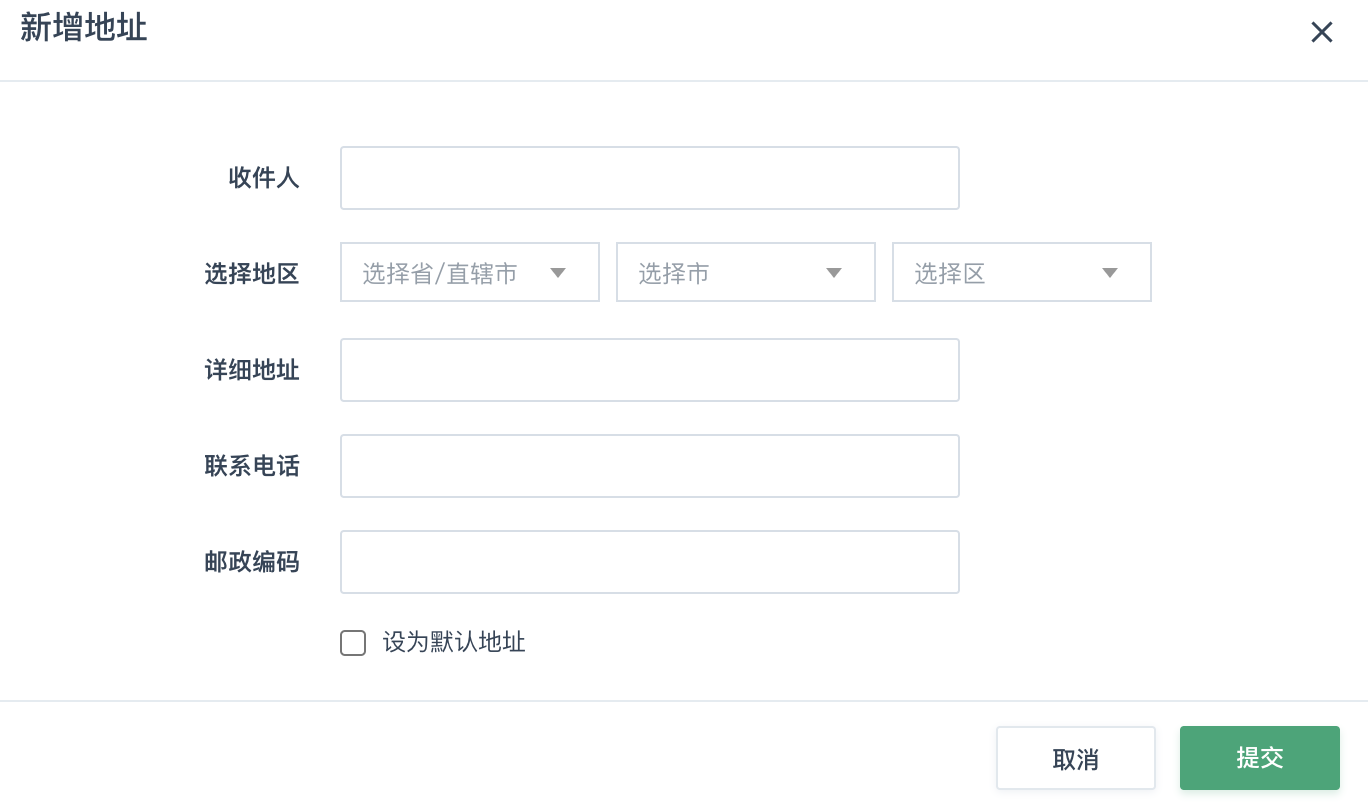 新增地址
收件人
选择地区 选择省/直辖市 选择市 选择区
详细地址
联系电话
邮政编码
设为默认地址
取消 提交